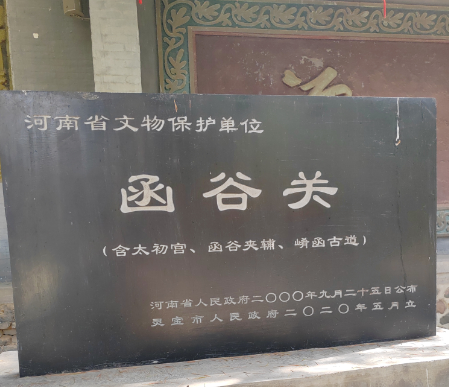 河南省文物保护单位
函谷关
(含太初宫、函谷夹辅、崤函古道)
河南省人民政府二〇〇〇年九月二十五日公布
灵宝市人民政府二〇二〇年五月立